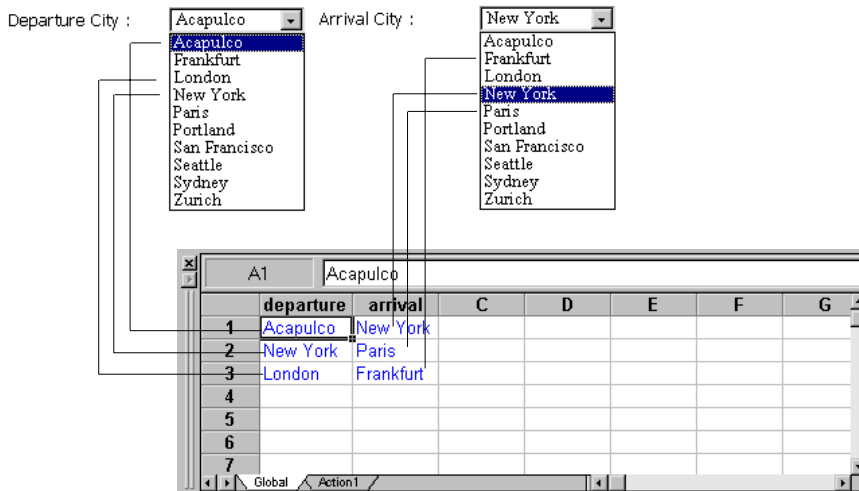 Departure City : Acapulco Arrival City : New York
Acapulco
Frankfurt
London
New York
Paris
Portland
San Francisco
Seattle
Sydney
Zurich
Acapulco
Frankfurt
London
New York
Paris
Portland
San Francisco
Seattle
Sydney
Zurich
A1 Acapulco
departure arrival C D E F G
1 Acapulco New York
2 New York Paris
3 London Frankfurt
4
5
6
7
Global Action1